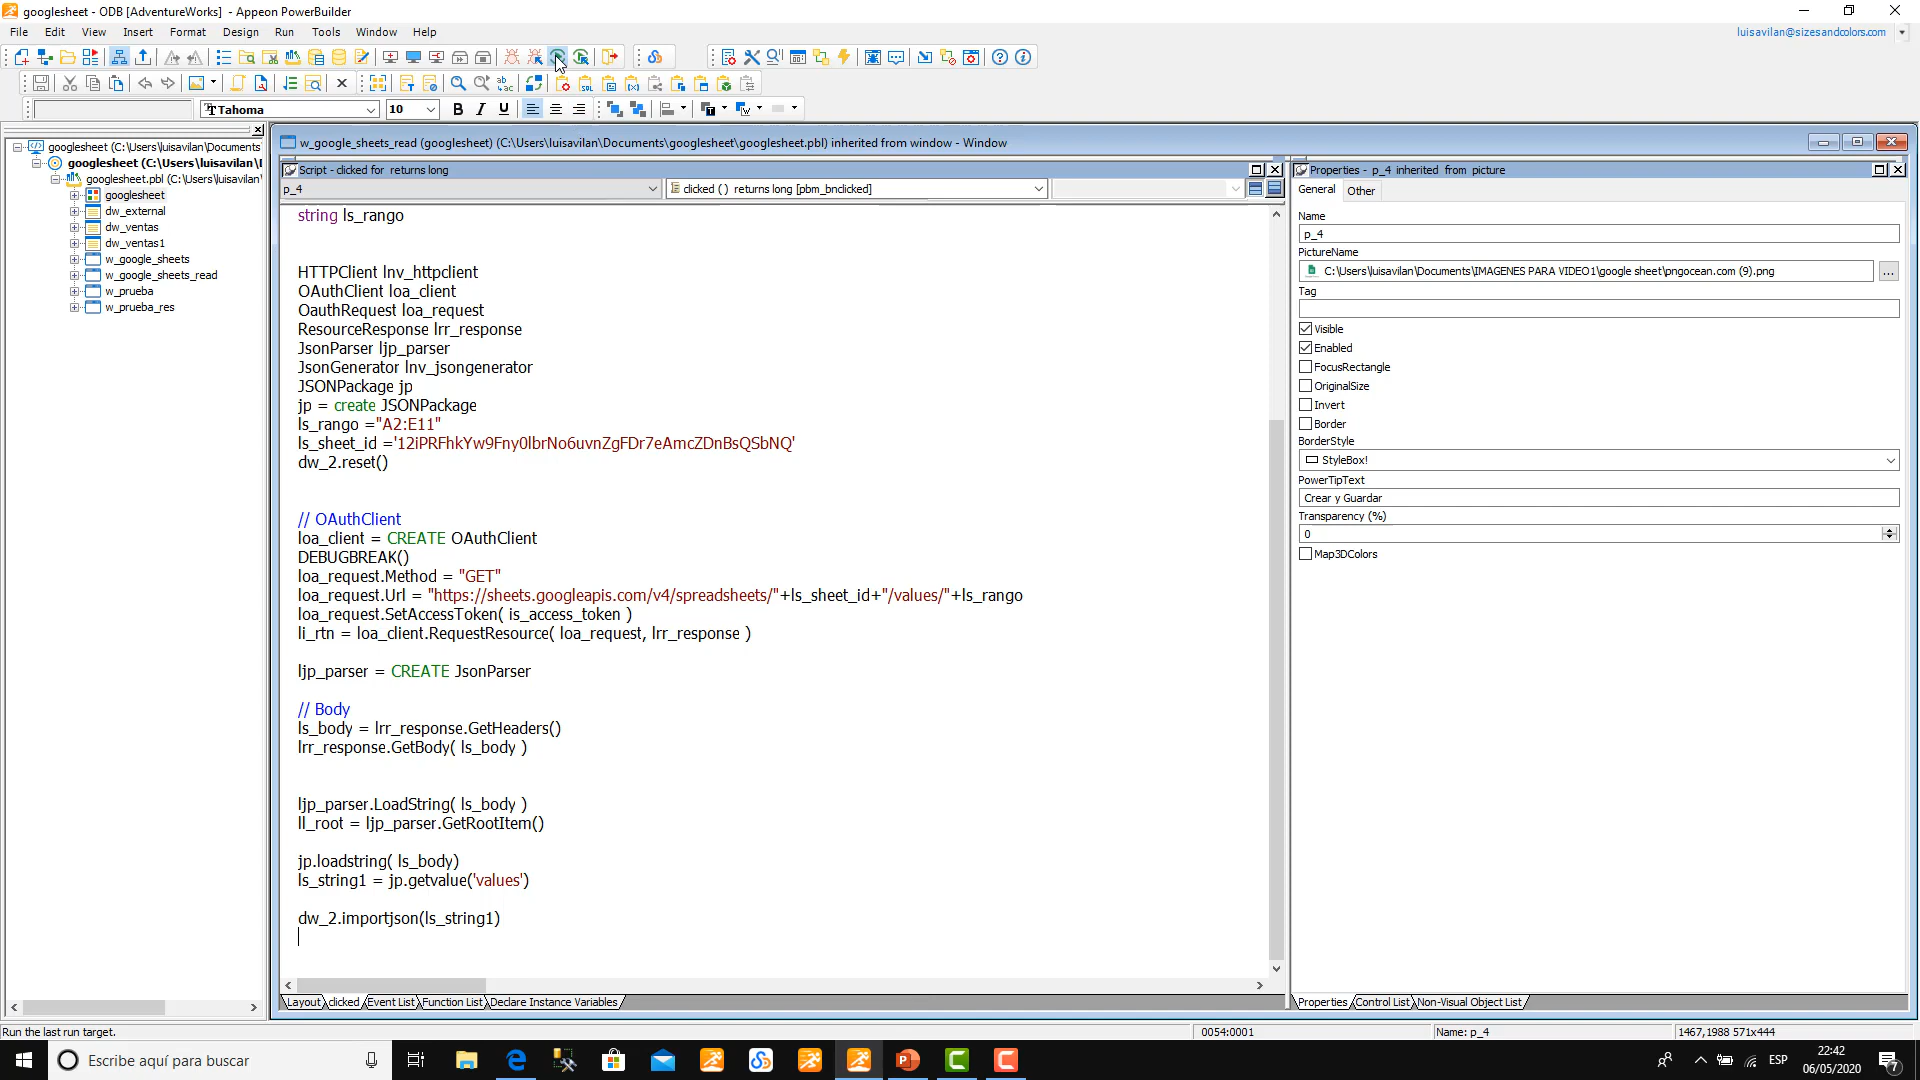 googlesheet - ODB [AdventureWorks]  - Appeon PowerBuilder
File Edit View Insert Format Design Run Tools Window Help
luisavilan@sizesandcolors.com
Tahoma 10 B I U
googlesheet (C:\Users\luisavilan\Documents
googlesheet (C:\Users\luisavilan\D
googlesheet.pbl (C:\Users\luisavilan
googlesheet
dw_external
dw_ventas
dw_ventas1
w_google_sheets
w_google_sheets_read
w_prueba
w_prueba_res
w_google_sheets_read (googlesheet) (C:\Users\luisavilan\Documents\googlesheet\googlesheet.pbl) inherited from window - Window
Script - clicked for  returns long
p_4
clicked ( )  returns long [pbm_bnclicked]
string ls_rango
HTTPClient lnv_httpclient
OAuthClient loa_client
OauthRequest loa_request
ResourceResponse lrr_response
JsonParser ljp_parser
JsonGenerator lnv_jsongenerator
JSONPackage jp
jp = create JSONPackage
ls_rango ="A2:E11"
ls_sheet_id ='12iPRFhkYw9Fny0lbrNo6uvnZgFDr7eAmcZDnBsQSbNQ'
dw_2.reset()
// OAuthClient
loa_client = CREATE OAuthClient
DEBUGBREAK()
loa_request.Method = "GET"
loa_request.Url = "https://sheets.googleapis.com/v4/spreadsheets/"+ls_sheet_id+"/values/"+ls_rango
loa_request.SetAccessToken( is_access_token )
li_rtn = loa_client.RequestResource( loa_request, lrr_response )
ljp_parser = CREATE JsonParser
// Body
ls_body = lrr_response.GetHeaders()
lrr_response.GetBody( ls_body )
ljp_parser.LoadString( ls_body )
ll_root = ljp_parser.GetRootItem()
jp.loadstring( ls_body)
ls_string1 = jp.getvalue('values')
dw_2.importjson(ls_string1)
Layout clicked Event List Function List Declare Instance Variables
Properties - p_4 inherited  from  picture
General Other
Name
p_4
PictureName
C:\Users\luisavilan\Documents\IMAGENES PARA VIDEO1\google sheet\pngocean.com (9).png
...
Tag
Visible
Enabled
FocusRectangle
OriginalSize
Invert
Border
BorderStyle
StyleBox!
PowerTipText
Crear y Guardar
Transparency (%)
0
Map3DColors
Properties Control List Non-Visual Object List
Run the last run target.
0054:0001
Name: p_4
1467,1988 571x444
Escribe aquí para buscar
ESP
22:42
06/05/2020
7